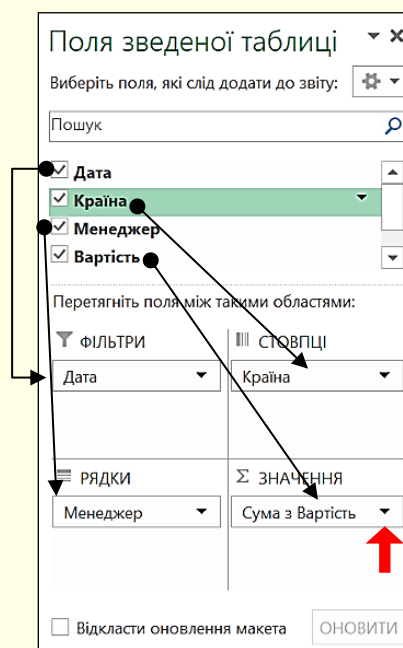 Поля зведеної таблиці
Виберіть поля, які слід додати до звіту:
Пошук
Дата
Країна
Менеджер
Вартість
Перетягніть поля між такими областями:
ФІЛЬТРИ
Дата
СТОВПЦІ
Країна
РЯДКИ
Менеджер
Σ ЗНАЧЕННЯ
Сума з Вартість
Відкласти оновлення макета
ОНОВИТИ